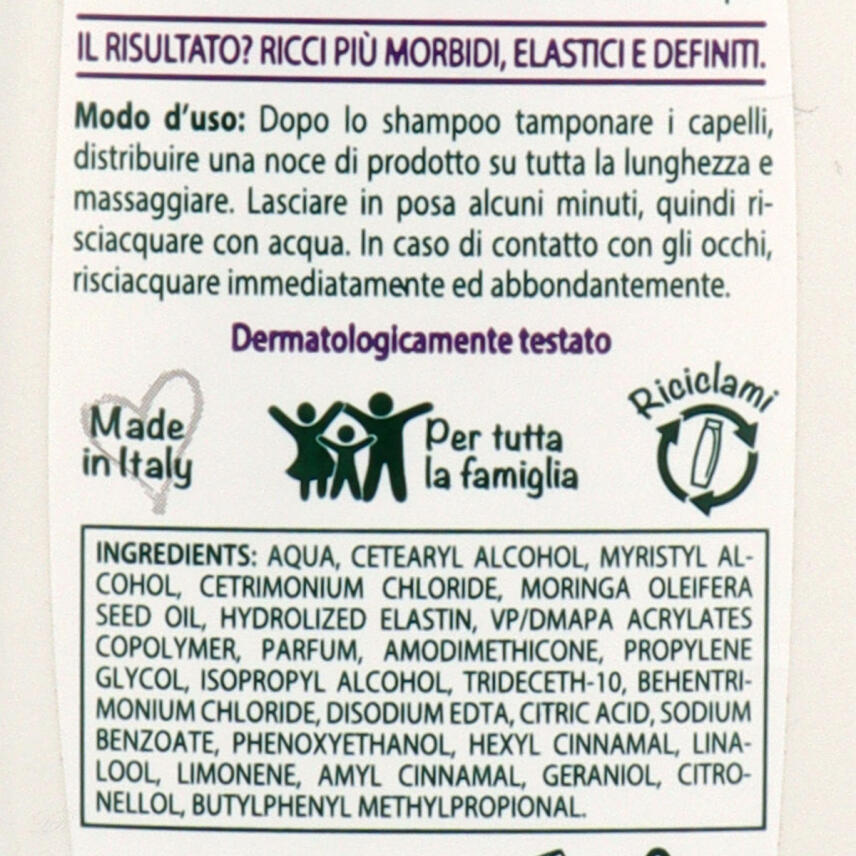 IL RISULTATO? RICCI PIÙ MORBIDI, ELASTICI E DEFINITI.
Modo d'uso: Dopo lo shampoo tamponare i capelli,
distribuire una noce di prodotto su tutta la lunghezza e
massaggiare. Lasciare in posa alcuni minuti, quindi ri-
sciacquare con acqua. In caso di contatto con gli occhi,
risciacquare immediatamente ed abbondantemente.
Dermatologicamente testato
Made
in Italy
Per tutta
la famiglia
Riciclami
INGREDIENTS: AQUA, CETEARYL ALCOHOL, MYRISTYL AL-
COHOL, CETRIMONIUM CHLORIDE, MORINGA OLEIFERA
SEED OIL, HYDROLIZED ELASTIN, VP/DMAPA ACRYLATES
COPOLYMER, PARFUM, AMODIMETHICONE, PROPYLENE
GLYCOL, ISOPROPYL ALCOHOL, TRIDECETH-10, BEHENTRI-
MONIUM CHLORIDE, DISODIUM EDTA, CITRIC ACID, SODIUM
BENZOATE, PHENOXYETHANOL, HEXYL CINNAMAL, LINA-
LOOL, LIMONENE, AMYL CINNAMAL, GERANIOL, CITRO-
NELLOL, BUTYLPHENYL METHYLPROPIONAL.